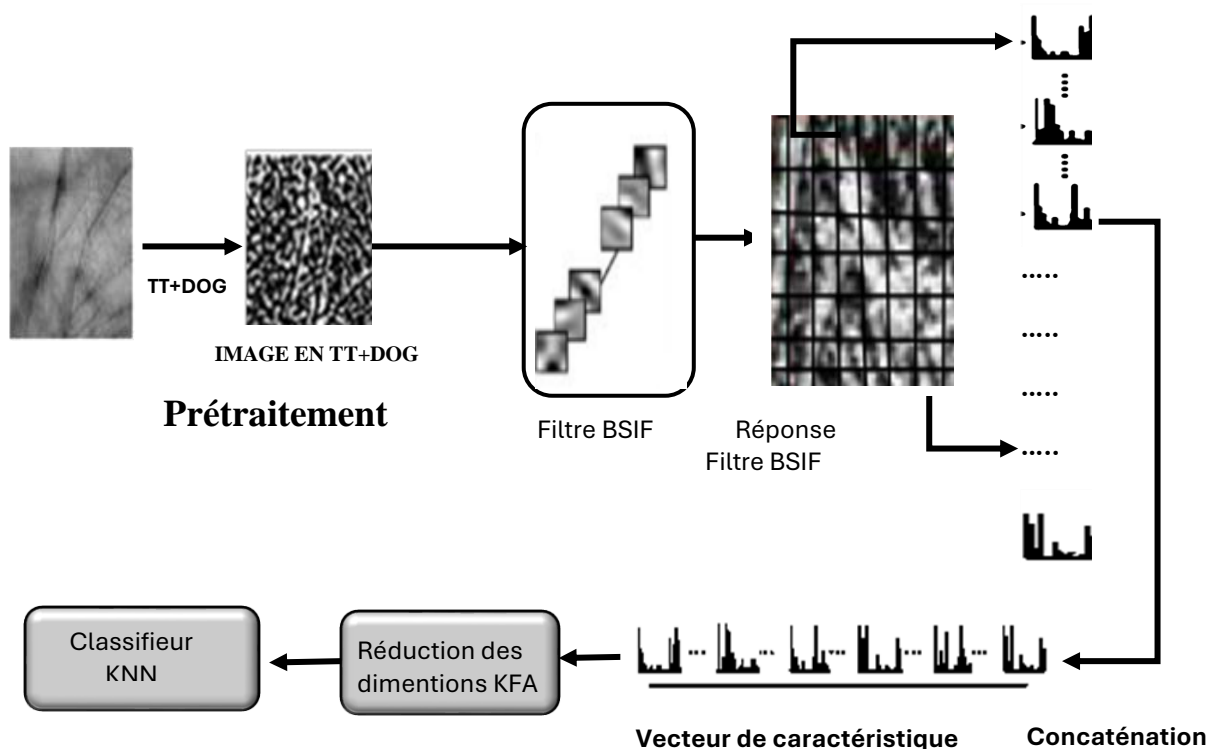 TT+DOG
IMAGE EN TT+DOG
Prétraitement
Filtre BSIF
Réponse
Filtre BSIF
.....
.....
.....
.....
Classifieur
KNN
Réduction des
dimentions KFA
Vecteur de caractéristique
Concaténation